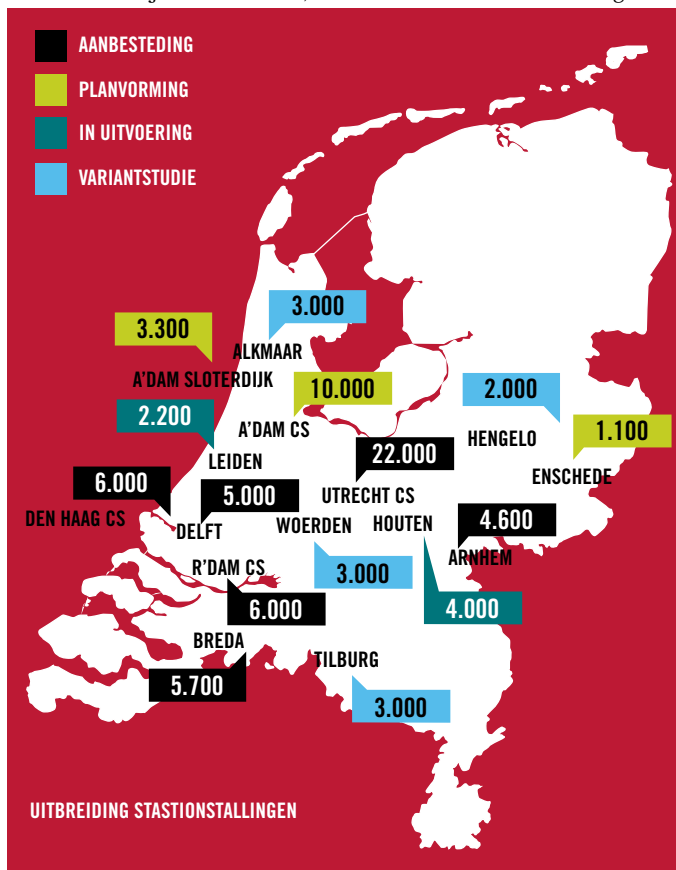 AANBESTEDING
PLANVORMING
IN UITVOERING
VARIANTSTUDIE
3.000
ALKMAAR
3.300
A'DAM SLOTERDIJK
10.000
A'DAM CS
2.000
HENGELO
1.100
ENSCHEDE
2.200
LEIDEN
22.000
UTRECHT CS
6.000
DEN HAAG CS
5.000
DELFT
WOERDEN
3.000
HOUTEN
4.000
4.600
ARNHEM
R'DAM CS
6.000
BREDA
5.700
TILBURG
3.000
UITBREIDING STASTIONSTALLINGEN